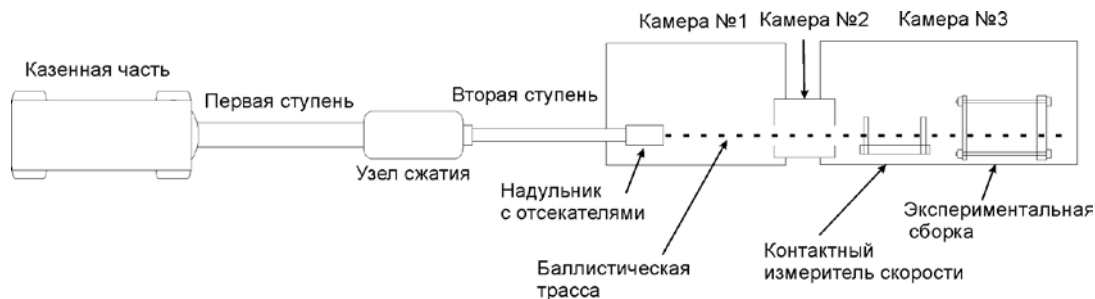 Камера №1
Камера №2
Камера №3
Казенная часть
Первая ступень
Вторая ступень
Узел сжатия
Надульник
с отсекателями
Баллистическая
трасса
Контактный
измеритель скорости
Экспериментальная
сборка